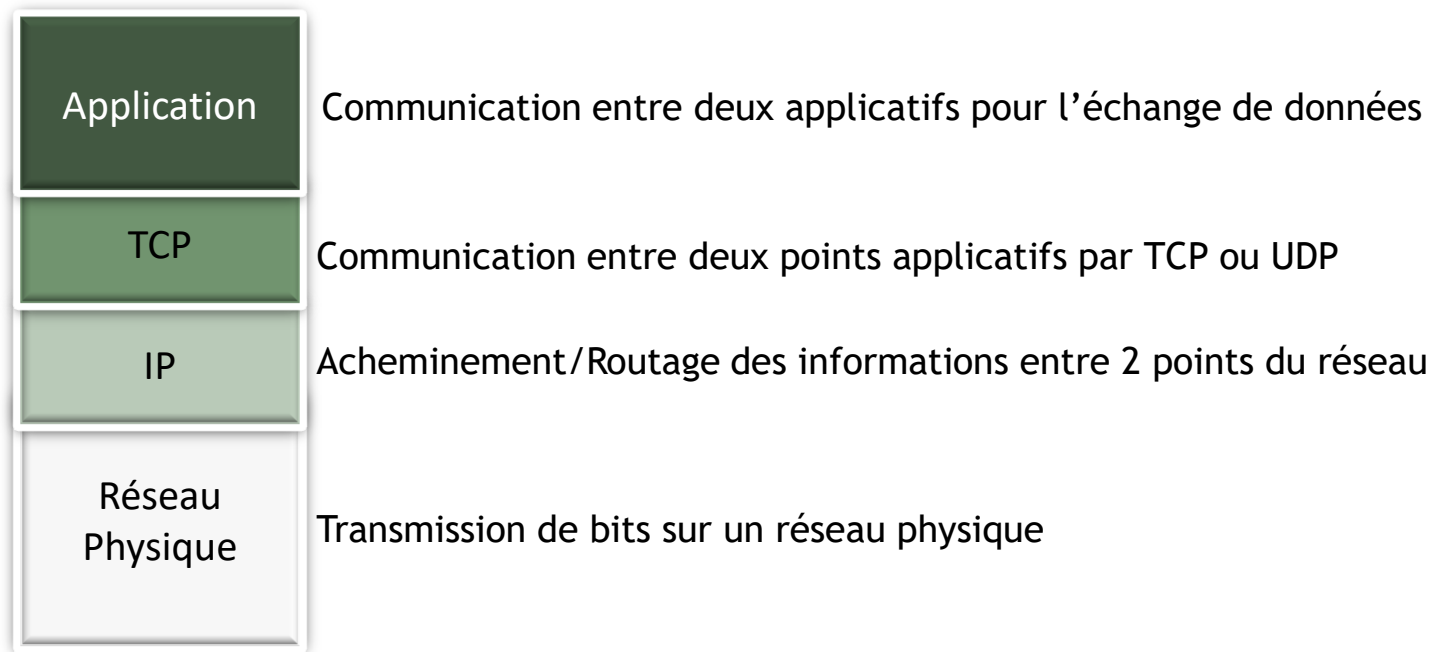 Application
Communication entre deux applicatifs pour l’échange de données
TCP
Communication entre deux points applicatifs par TCP ou UDP
IP
Acheminement/Routage des informations entre 2 points du réseau
Réseau
Physique
Transmission de bits sur un réseau physique